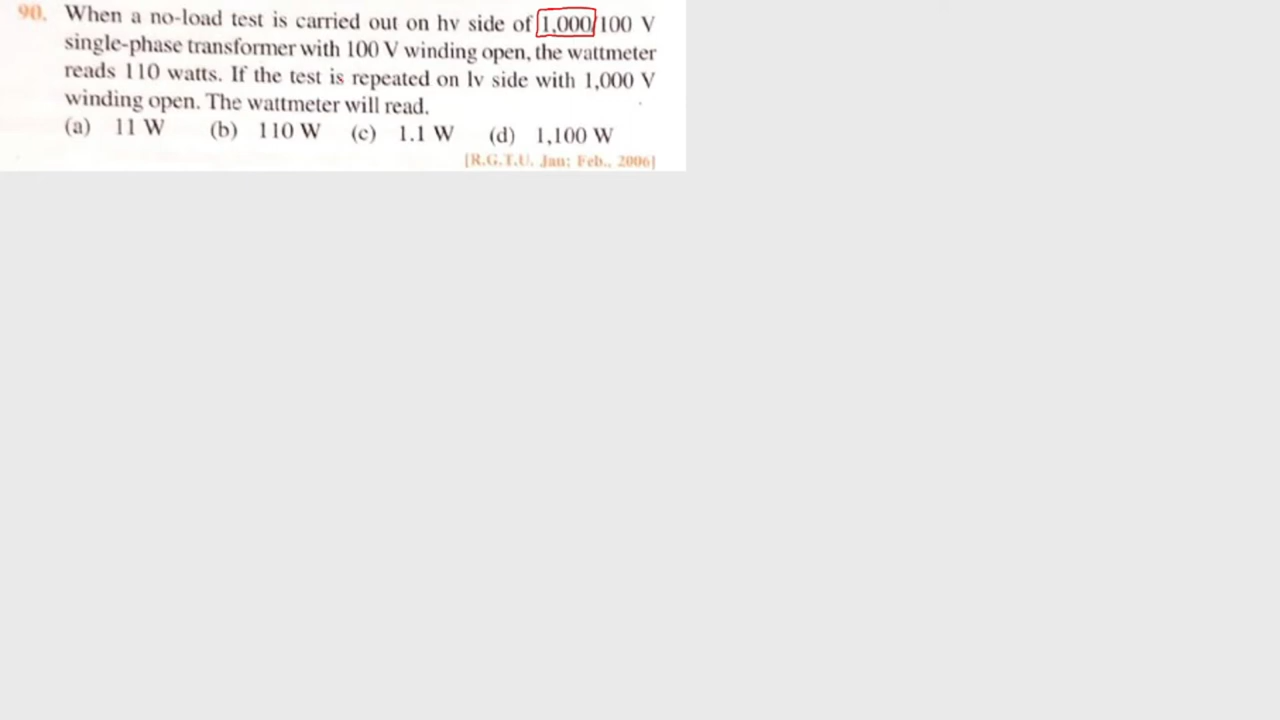 90. When a no-load test is carried out on hv side of 1,000/100 V
single-phase transformer with 100 V winding open, the wattmeter
reads 110 watts. If the test is repeated on lv side with 1,000 V
winding open. The wattmeter will read.
(a) 11 W (b) 110 W (c) 1.1 W (d) 1,100 W
[R.G.T.U. Jan; Feb., 2006]